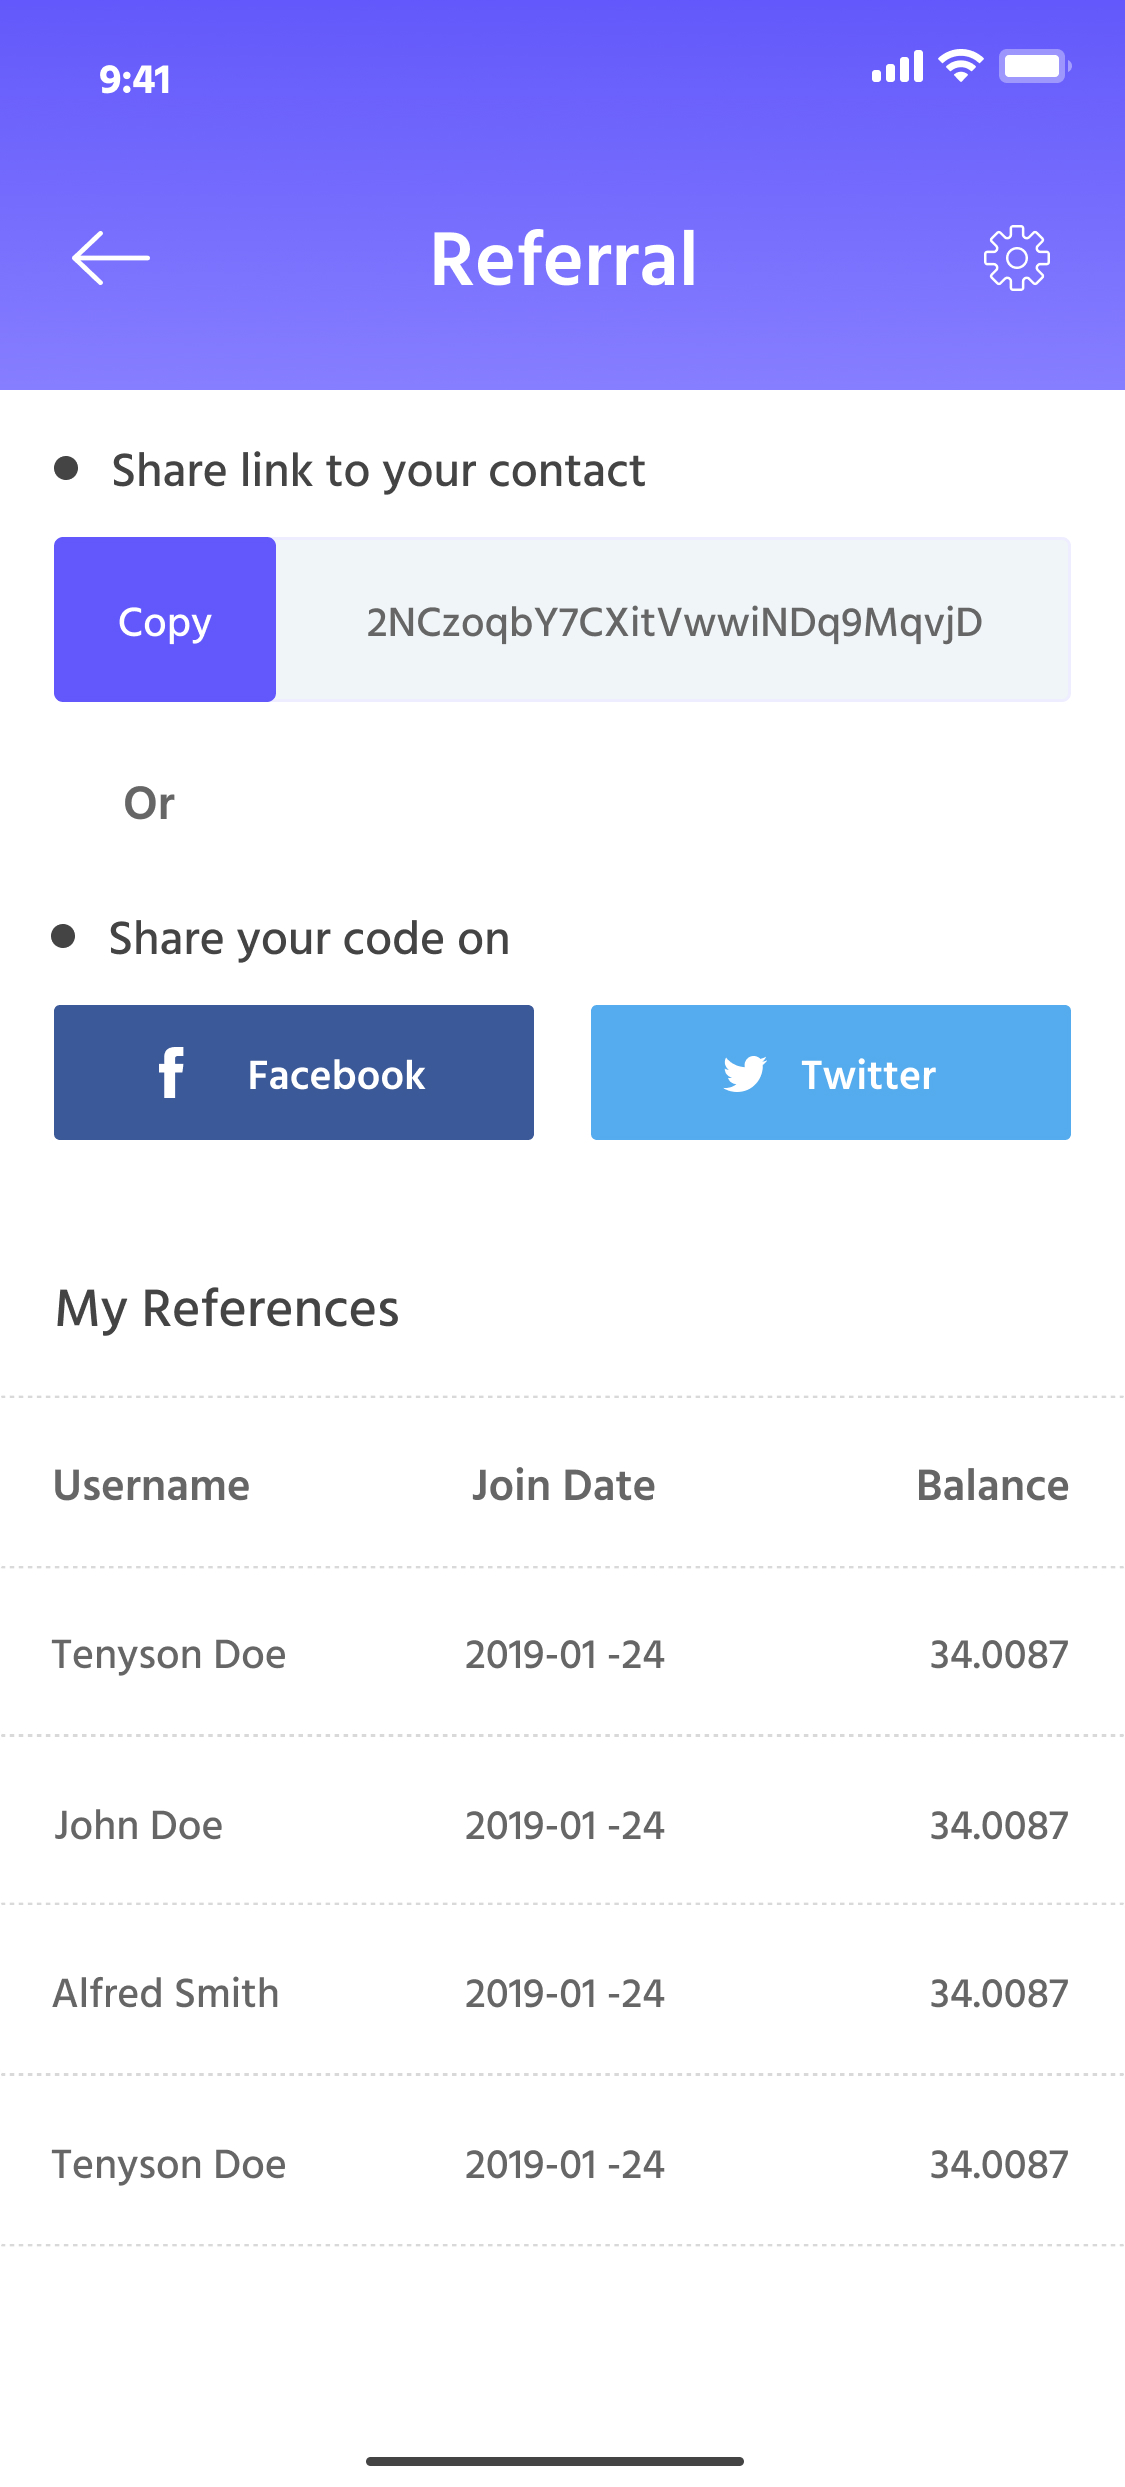 9:41
Referral
Share link to your contact
Copy 2NCzoqbY7CXitVwwiNDq9MqvjD
Or
Share your code on
Facebook Twitter
My References
Username Join Date Balance
Tenyson Doe 2019-01 -24 34.0087
John Doe 2019-01 -24 34.0087
Alfred Smith 2019-01 -24 34.0087
Tenyson Doe 2019-01 -24 34.0087